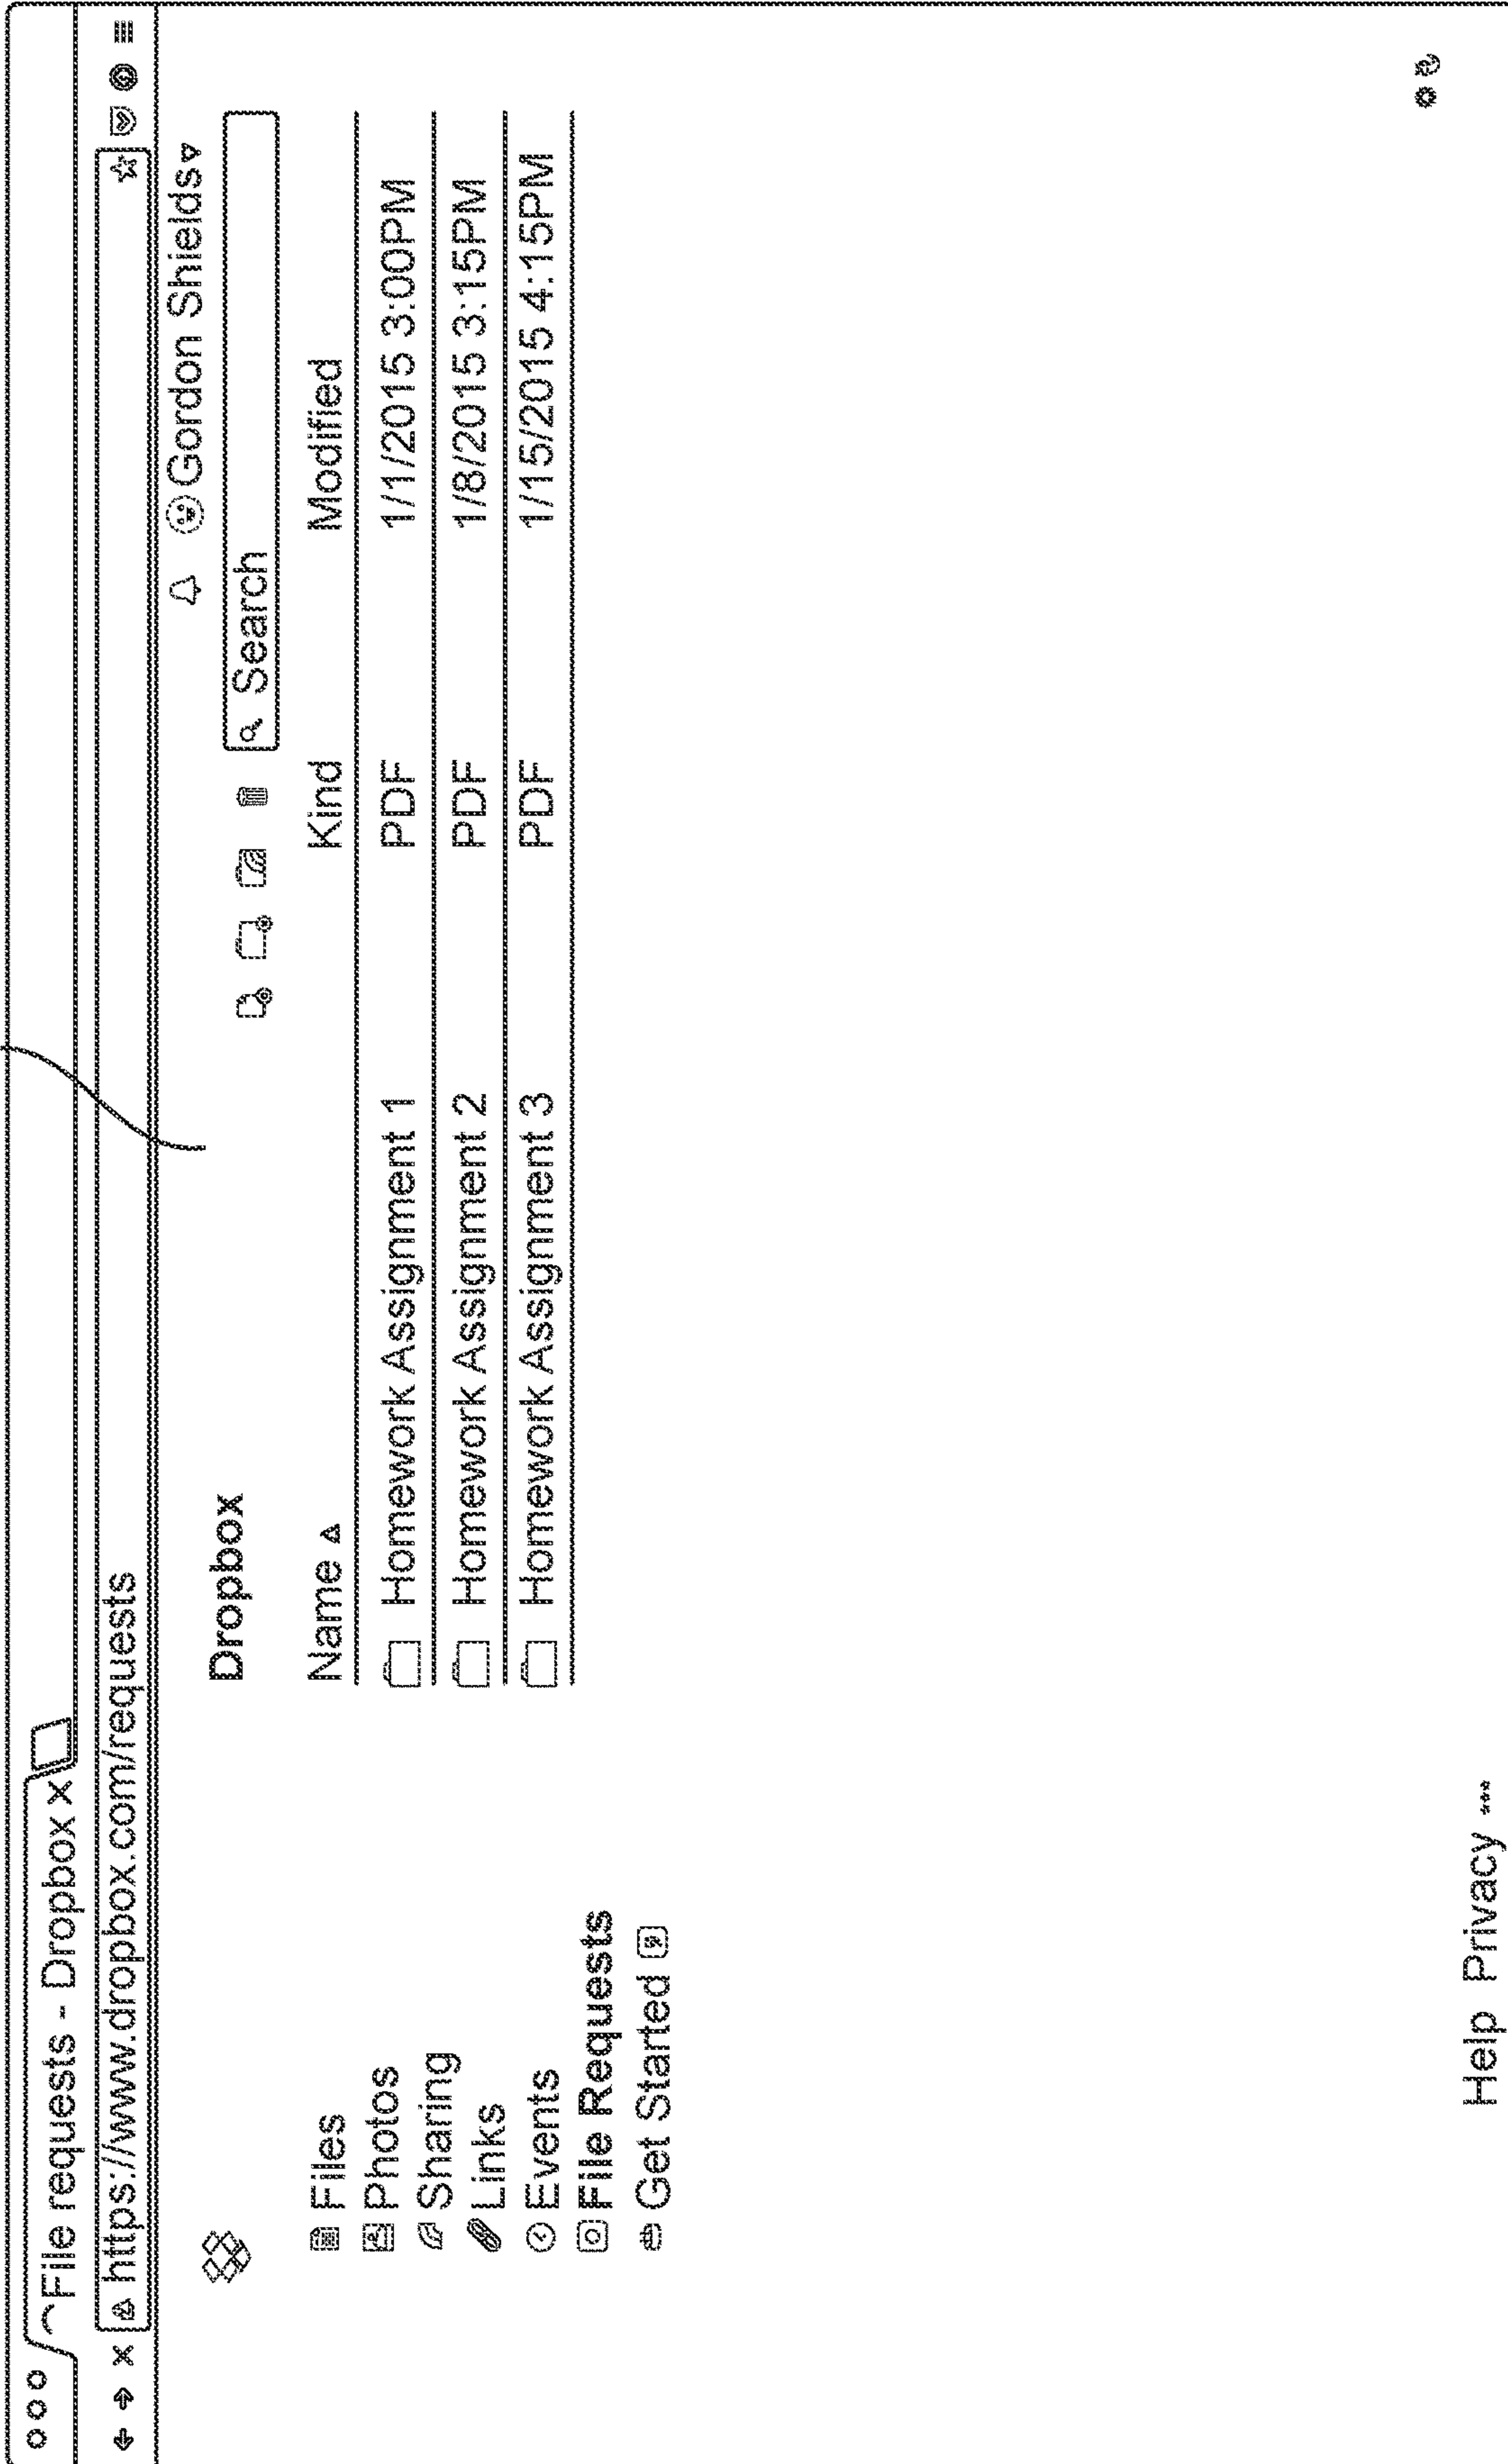 File requests - Dropbox x
https://www.dropbox.com/requests
Gordon Shields
Dropbox
Search
Name Kind Modified
Homework Assignment 1 PDF 1/1/2015 3:00PM
Homework Assignment 2 PDF 1/8/2015 3:15PM
Homework Assignment 3 PDF 1/15/2015 4:15PM
Files
Photos
Sharing
Links
Events
File Requests
Get Started
Help Privacy •••